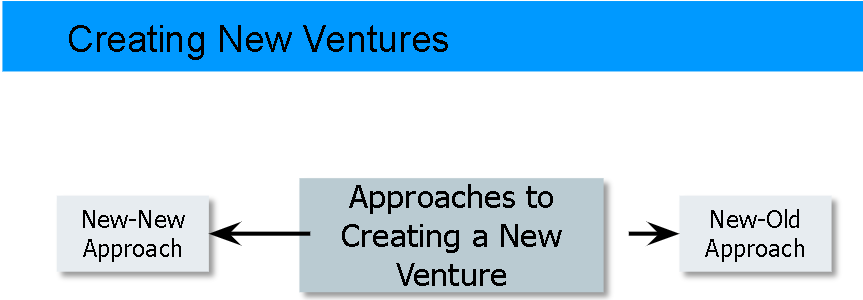 Creating New Ventures
Approaches to
Creating a New
Venture
New-New
Approach
New-Old
Approach